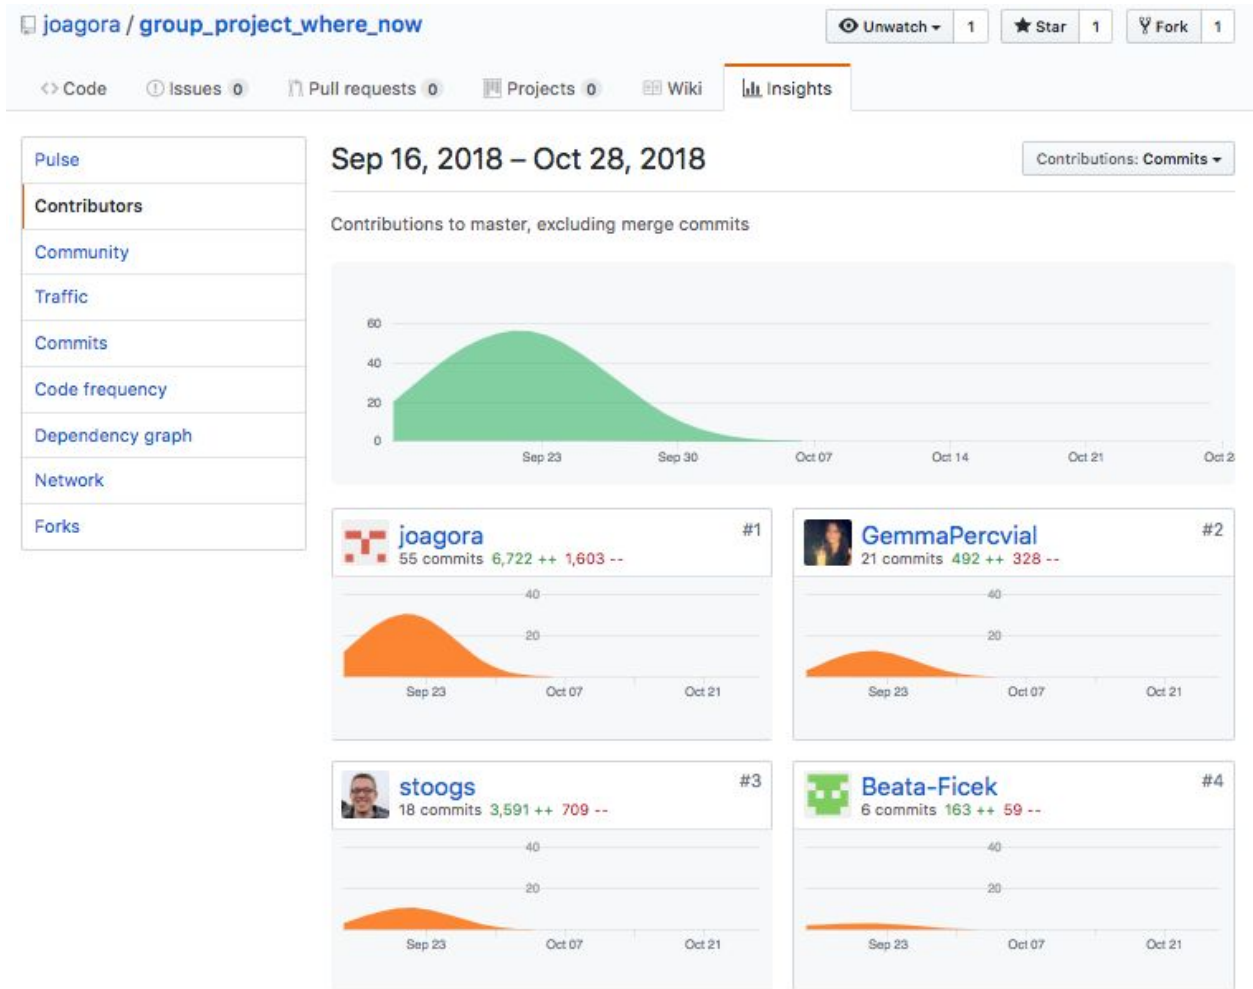 joagora / group_project_where_now
Unwatch 1 Star 1 Fork 1
Code Issues 0 Pull requests 0 Projects 0 Wiki Insights
Pulse
Contributors
Community
Traffic
Commits
Code frequency
Dependency graph
Network
Forks
Sep 16, 2018 – Oct 28, 2018
Contributions: Commits
Contributions to master, excluding merge commits
60
40
20
0
Sep 23 Sep 30 Oct 07 Oct 14 Oct 21 Oct 2
joagora #1
55 commits 6,722 ++ 1,603 --
40
20
Sep 23 Oct 07 Oct 21
GemmaPercvial #2
21 commits 492 ++ 328 --
40
20
Sep 23 Oct 07 Oct 21
stoogs #3
18 commits 3,591 ++ 709 --
40
20
Sep 23 Oct 07 Oct 21
Beata-Ficek #4
6 commits 163 ++ 59 --
40
20
Sep 23 Oct 07 Oct 21